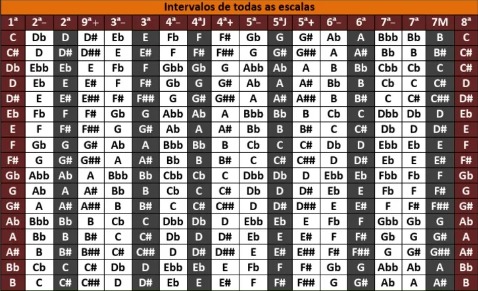 Intervalos de todas as escalas
1ª 2ª− 2ª 9ª+ 3ª− 3ª 4ª− 4ªJ 4ª+ 5ª− 5ªJ 5ª+ 6ª− 6ª 7ª− 7ª 7M 8ª
C Db D D# Eb E Fb F F# Gb G G# Ab A Bbb Bb B C
C# D D# D## E E# F F# F## G G# G## A A# Bb B B# C#
Db Ebb Eb E Fb F Gbb Gb G Abb Ab A Bbb Bb Cbb Cb C
D Eb E E# F F# Gb G G# Ab A A# Bb B Cb C C# D
D# E E# E## F# F## G G# G## A A# A## B B# C C# C## D#
Eb Fb F F# Gb G Abb Ab A Bbb Bb B Cb C Dbb Db D Eb
E F F# F## G G# Ab A A# Bb B B# C C# Db D D# E
F Gb G G# Ab A Bbb Bb B Cb C C# Db D Ebb Eb E F
F# G G# G## A A# Bb B B# C C# C## D D# Eb E E# F#
Gb Abb Ab A Bbb Bb Cbb Cb C Dbb Db D Ebb Eb Fbb Fb F Gb
G Ab A A# Bb B Cb C C# Db D D# Eb E Fb F F# G
G# A A# A## B B# C C# C## D D# D## E E# F F# F## G#
Ab Bbb Bb B Cb C Dbb Db D Ebb Eb E Fb F Gbb Gb G Ab
A Bb B B# C C# Db D D# Eb E E# F F# Gb G G# A
A# B B# B## C# C## D D# D## E E# E## F# F## G G# G## A#
Bb Cb C C# Db D Ebb Eb E Fb F F# Gb G Abb Ab A Bb
B C C# C## D D# Eb E E# F F# F## G G# Ab A A# B